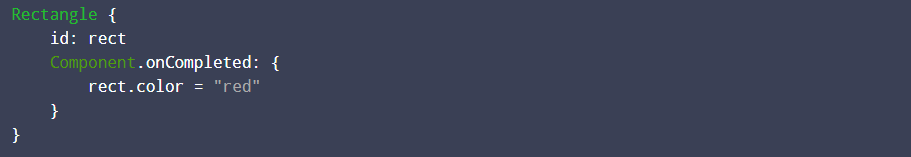 Rectangle {
    id: rect
    Component.onCompleted: {
        rect.color = "red"
    }
}